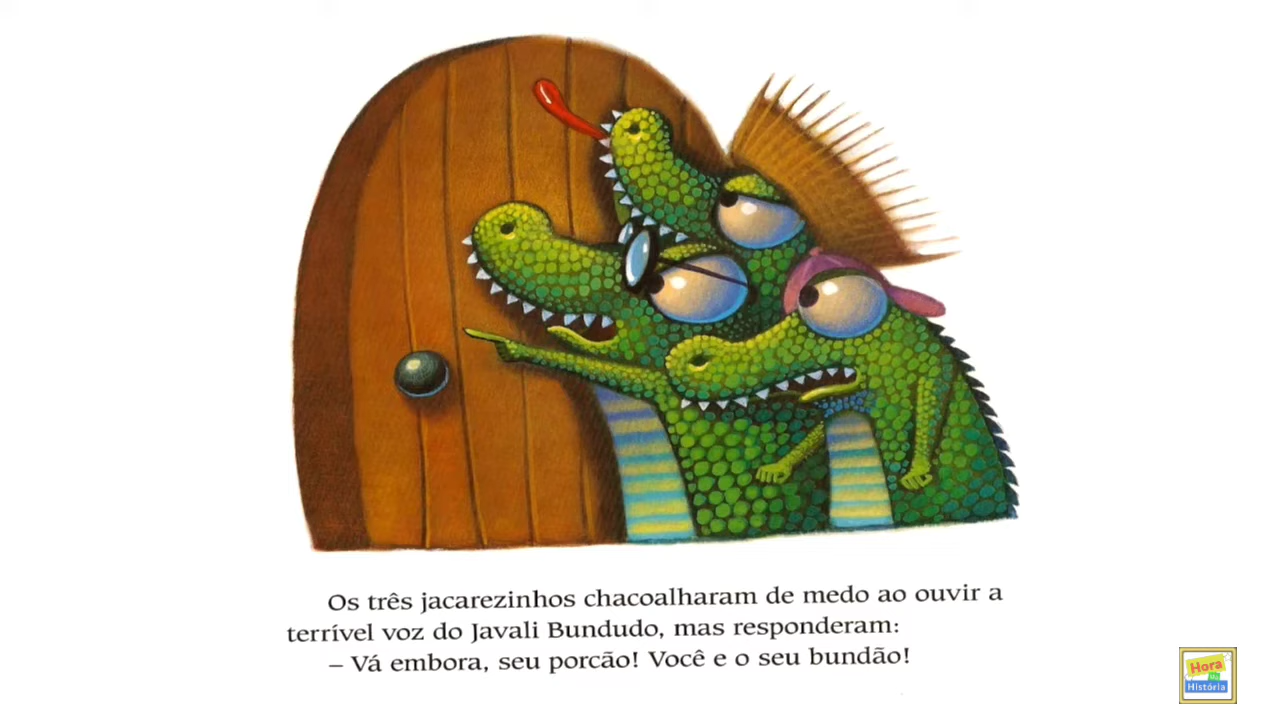 Os três jacarezinhos chacoalharam de medo ao ouvir a
terrível voz do Javali Bundudo, mas responderam:
– Vá embora, seu porcão! Você e o seu bundão!
Hora
da
História